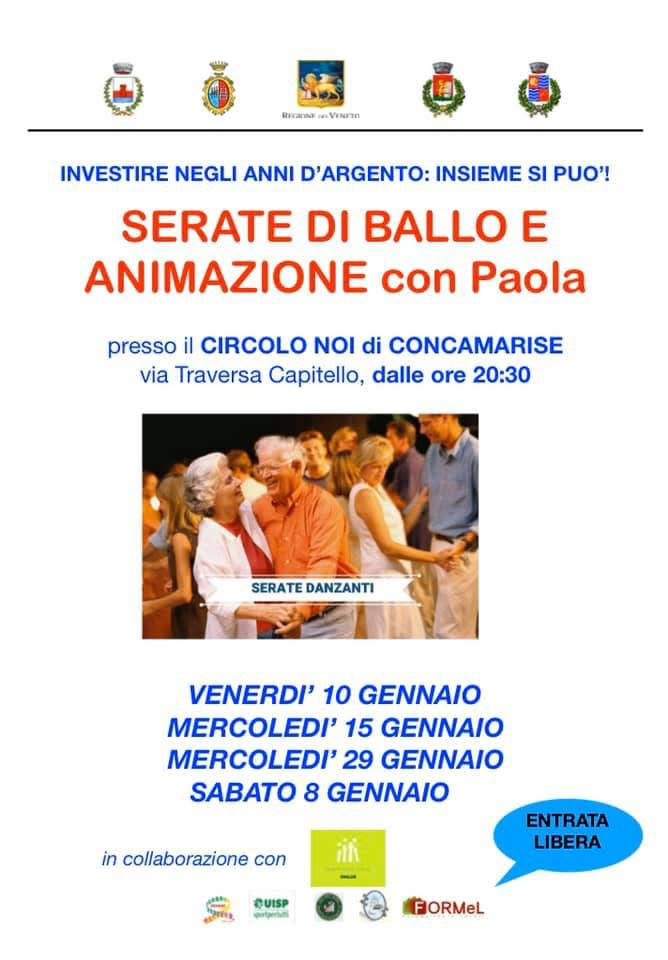 REGIONE DEL VENETO
INVESTIRE NEGLI ANNI D'ARGENTO: INSIEME SI PUO'!
SERATE DI BALLO E
ANIMAZIONE con Paola
presso il CIRCOLO NOI di CONCAMARISE
via Traversa Capitello, dalle ore 20:30
SERATE DANZANTI
VENERDI' 10 GENNAIO
MERCOLEDI' 15 GENNAIO
MERCOLEDI' 29 GENNAIO
SABATO 8 GENNAIO
ENTRATA
LIBERA
in collaborazione con
UISP
sportpertutti
FORMeL